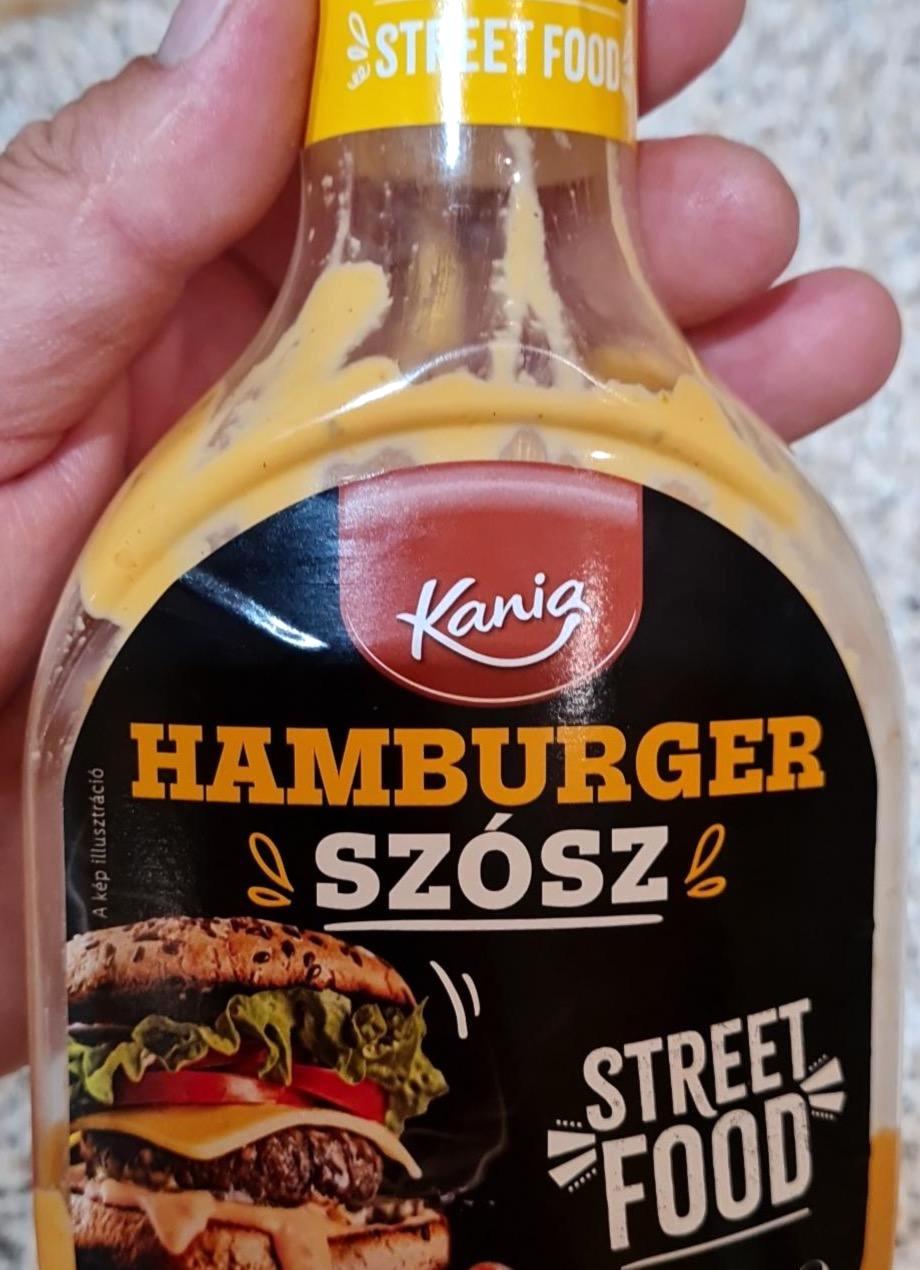 STREET FOOD
Kania
HAMBURGER
SZÓSZ
A kép illusztráció
STREET
FOOD